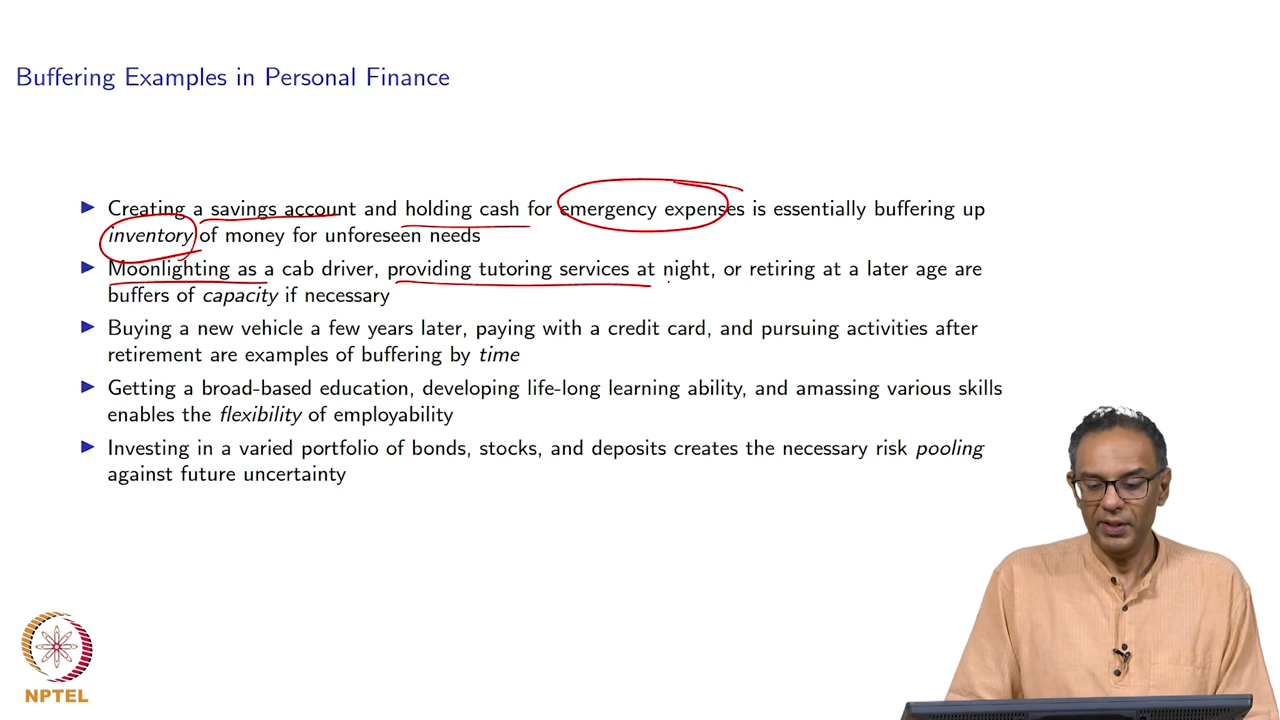 Buffering Examples in Personal Finance
Creating a savings account and holding cash for emergency expenses is essentially buffering up
inventory of money for unforeseen needs
Moonlighting as a cab driver, providing tutoring services at night, or retiring at a later age are
buffers of capacity if necessary
Buying a new vehicle a few years later, paying with a credit card, and pursuing activities after
retirement are examples of buffering by time
Getting a broad-based education, developing life-long learning ability, and amassing various skills
enables the flexibility of employability
Investing in a varied portfolio of bonds, stocks, and deposits creates the necessary risk pooling
against future uncertainty
NPTEL